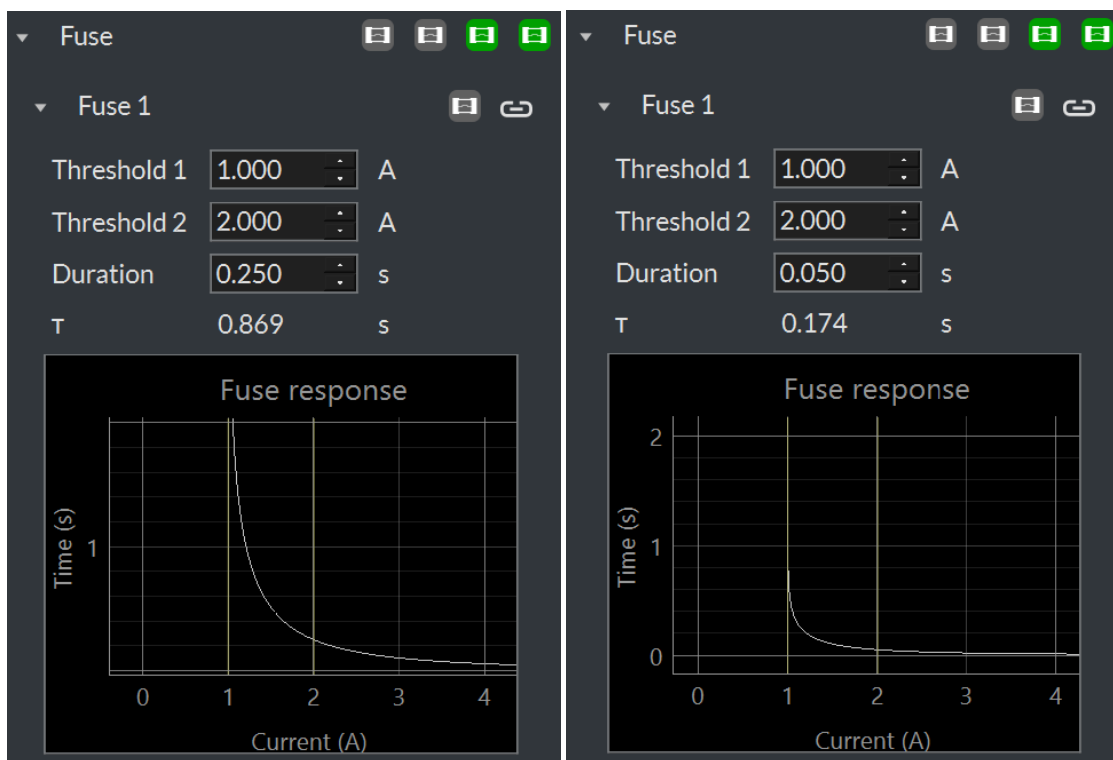 Fuse
Fuse 1
Threshold 1 1.000 A
Threshold 2 2.000 A
Duration 0.250 s
τ 0.869 s
Fuse response
Time (s)
1
0 1 2 3 4
Current (A)
Fuse
Fuse 1
Threshold 1 1.000 A
Threshold 2 2.000 A
Duration 0.050 s
τ 0.174 s
Fuse response
Time (s)
2
1
0
0 1 2 3 4
Current (A)